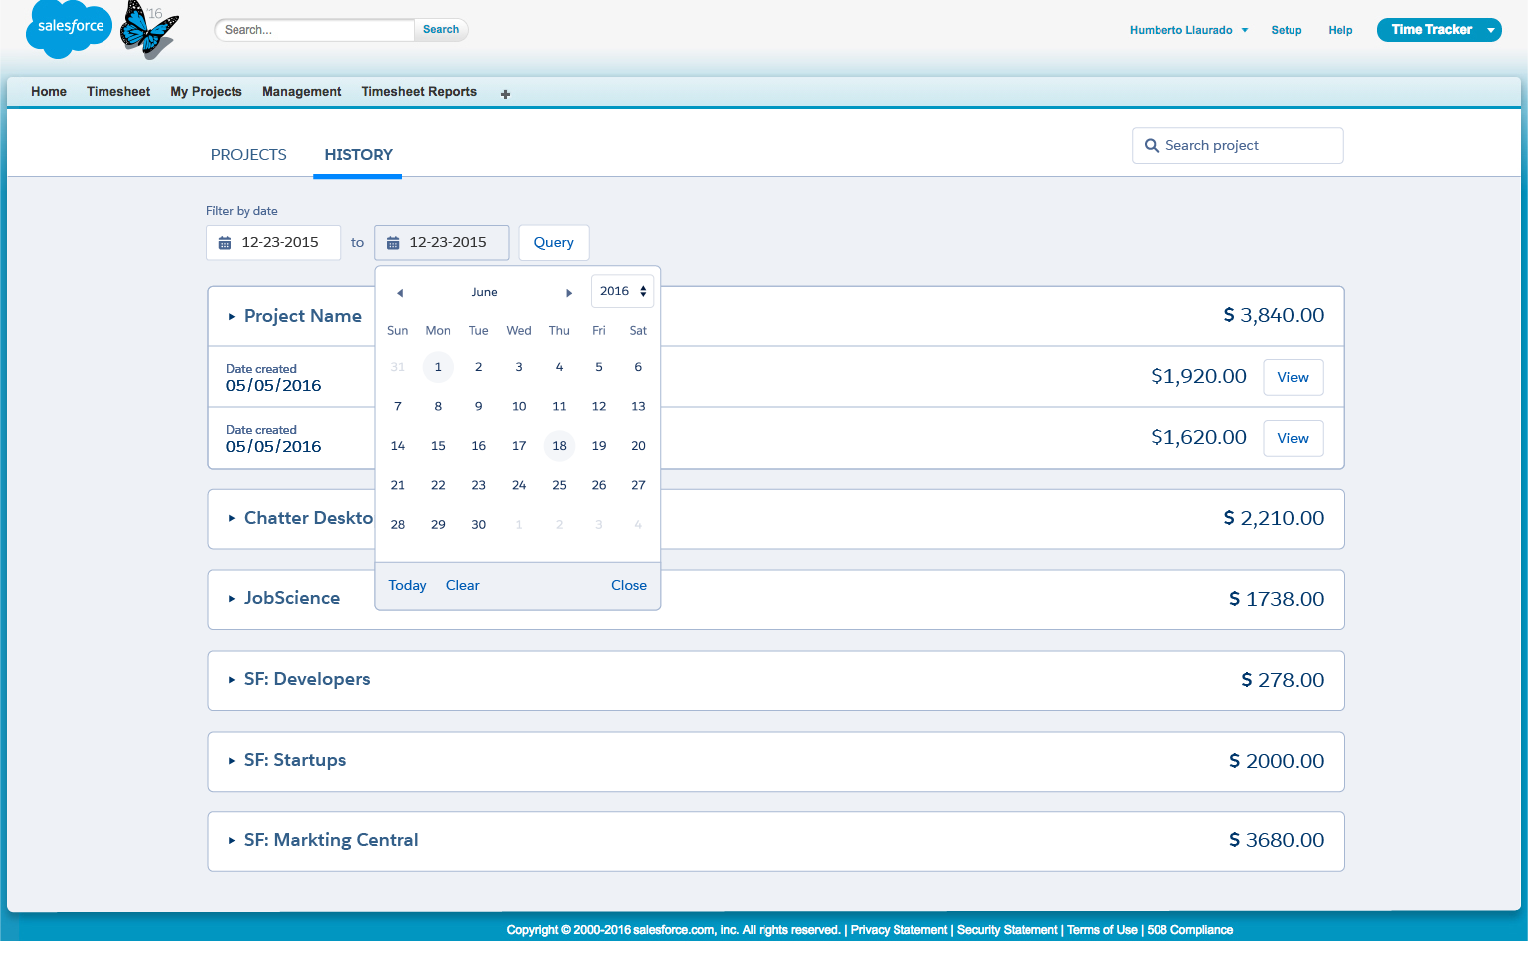 salesforce
'16
Search...
Search
Humberto Llaurado
Setup
Help
Time Tracker
Home
Timesheet
My Projects
Management
Timesheet Reports
+
PROJECTS
HISTORY
Search project
Filter by date
12-23-2015
to
12-23-2015
Query
June
2016
Sun Mon Tue Wed Thu Fri Sat
31 1 2 3 4 5 6
7 8 9 10 11 12 13
14 15 16 17 18 19 20
21 22 23 24 25 26 27
28 29 30 1 2 3 4
Today Clear Close
Project Name
$ 3,840.00
Date created
05/05/2016
$1,920.00
View
Date created
05/05/2016
$1,620.00
View
Chatter Deskto
$ 2,210.00
JobScience
$ 1738.00
SF: Developers
$ 278.00
SF: Startups
$ 2000.00
SF: Markting Central
$ 3680.00
Copyright © 2000-2016 salesforce.com, inc. All rights reserved. | Privacy Statement | Security Statement | Terms of Use | 508 Compliance